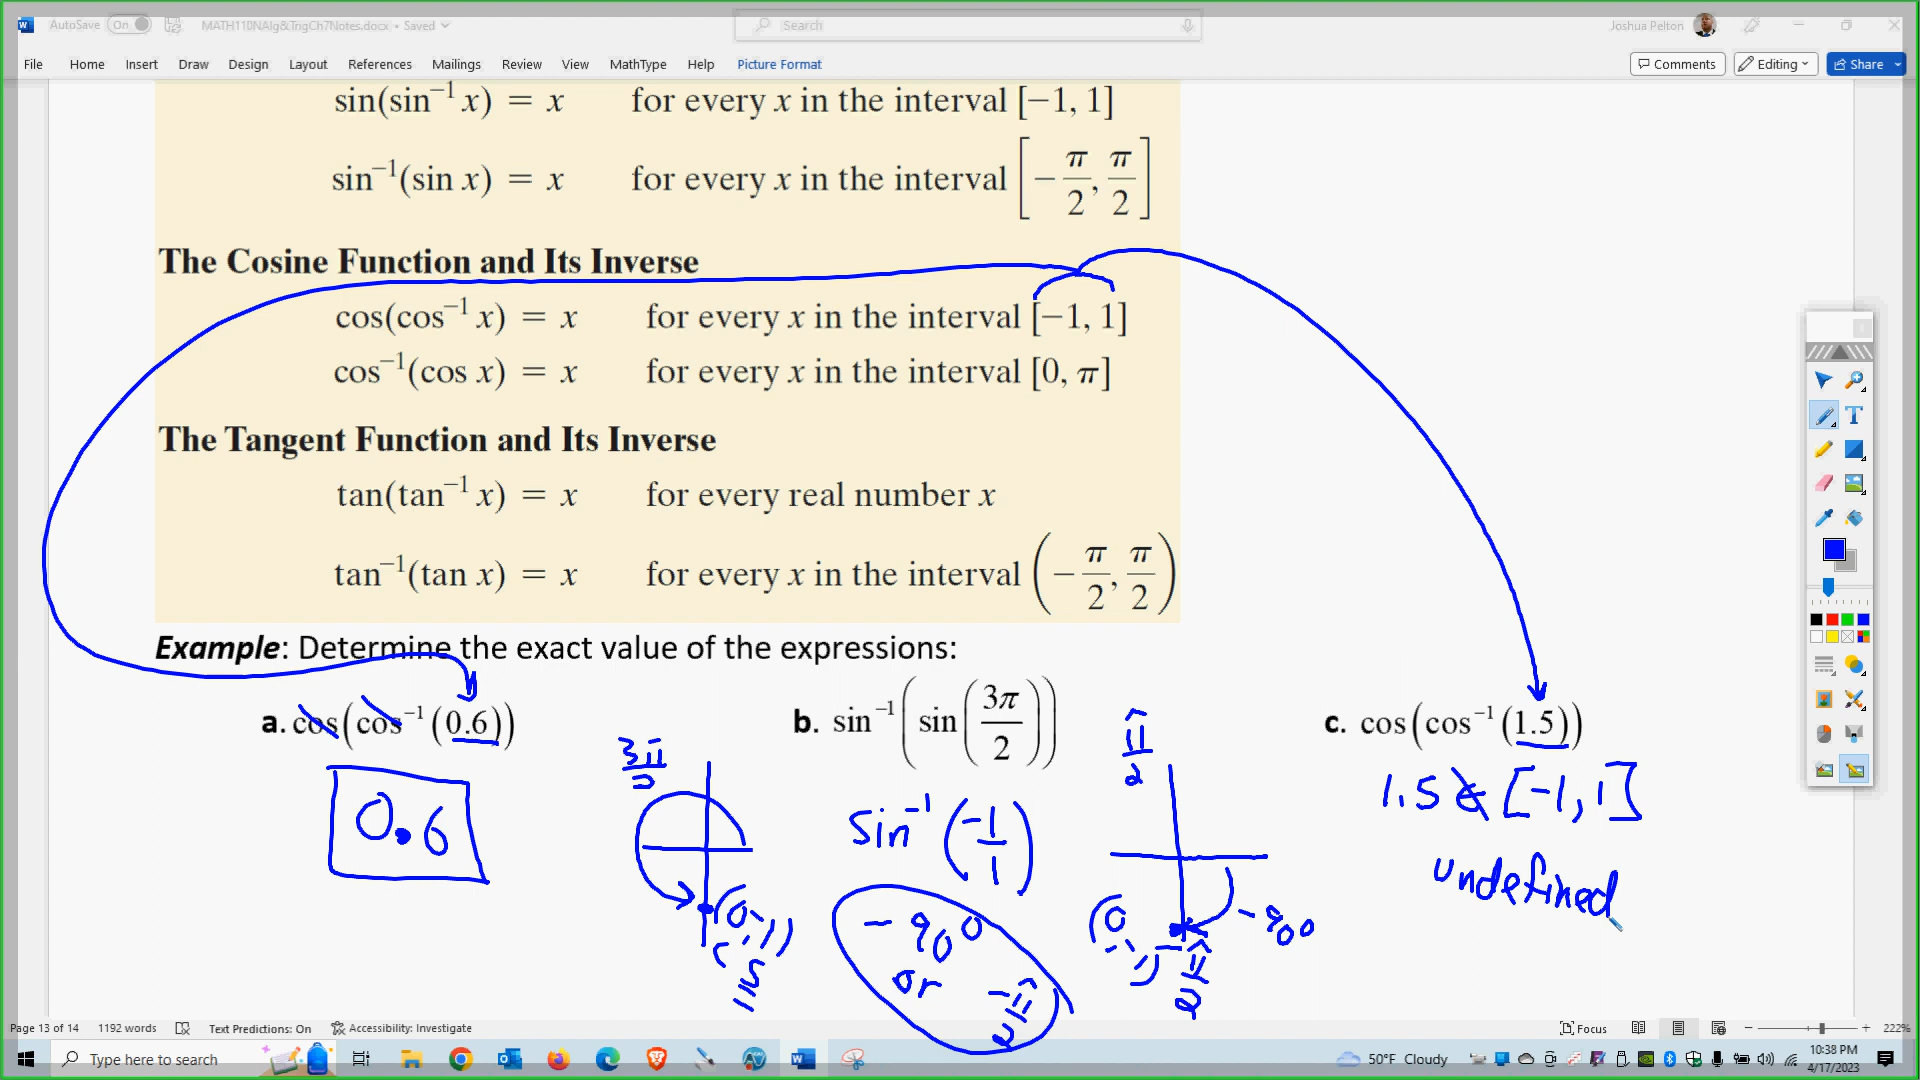 AutoSave On MATH110NAlg&TrigCh7Notes.docx • Saved Search Joshua Pelton
File Home Insert Draw Design Layout References Mailings Review View MathType Help Picture Format Comments Editing Share
sin(sin⁻¹ x) = x for every x in the interval [−1, 1]
sin⁻¹(sin x) = x for every x in the interval [−π/2, π/2]
The Cosine Function and Its Inverse
cos(cos⁻¹ x) = x for every x in the interval [−1, 1]
cos⁻¹(cos x) = x for every x in the interval [0, π]
The Tangent Function and Its Inverse
tan(tan⁻¹ x) = x for every real number x
tan⁻¹(tan x) = x for every x in the interval (−π/2, π/2)
Example: Determine the exact value of the expressions:
a. cos(cos⁻¹(0.6))
0.6
b. sin⁻¹(sin(3π/2))
3π/2
(0,-1)
sin⁻¹(-1/1)
-90°
or -π/2
π/2
(0,-1)
-90°
-π/2
c. cos(cos⁻¹(1.5))
1.5 ∉ [-1,1]
undefined
Page 13 of 14 1192 words Text Predictions: On Accessibility: Investigate Focus 222%
Type here to search 50°F Cloudy 10:38 PM
4/17/2023